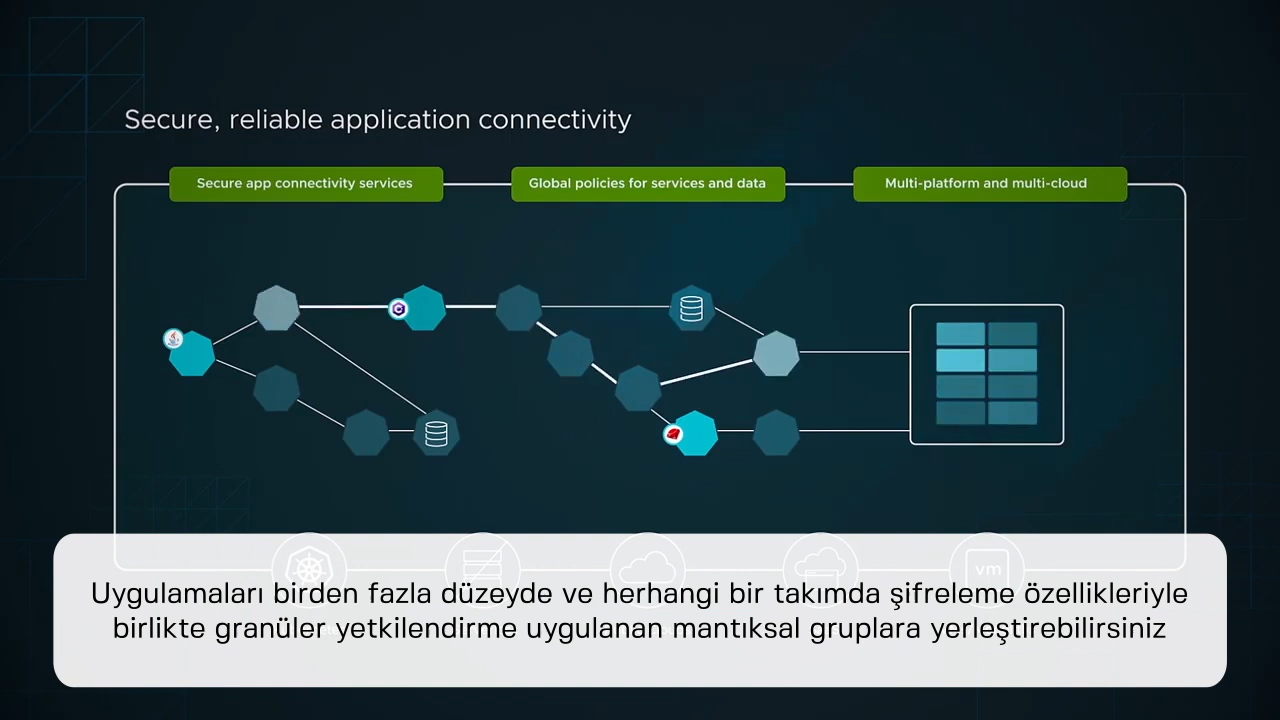 Secure, reliable application connectivity
Secure app connectivity services
Global policies for services and data
Multi-platform and multi-cloud
vm
Uygulamaları birden fazla düzeyde ve herhangi bir takımda şifreleme özellikleriyle
birlikte granüler yetkilendirme uygulanan mantıksal gruplara yerleştirebilirsiniz